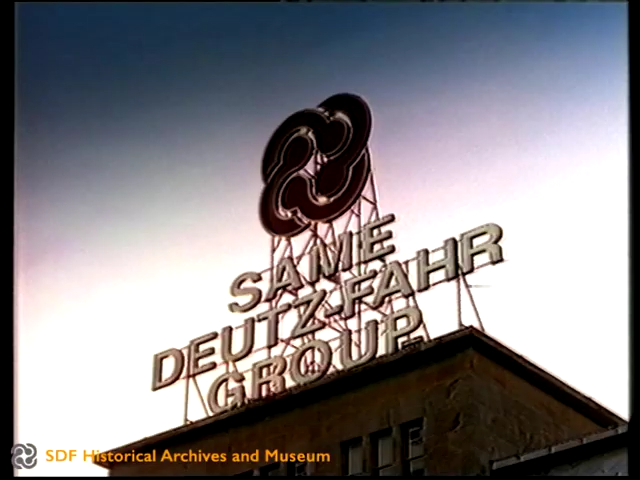 SAME
DEUTZ-FAHR
GROUP
SDF Historical Archives and Museum